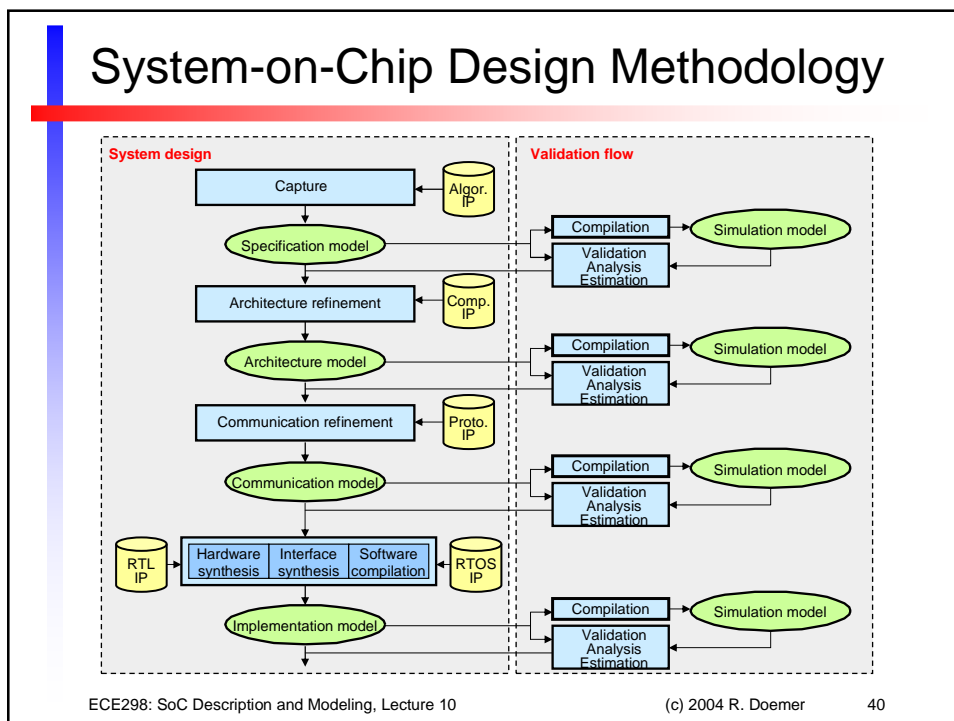 System-on-Chip Design Methodology
System design
Validation flow
Capture
Algor.
IP
Specification model
Compilation
Simulation model
Validation
Analysis
Estimation
Architecture refinement
Comp.
IP
Architecture model
Compilation
Simulation model
Validation
Analysis
Estimation
Communication refinement
Proto.
IP
Communication model
Compilation
Simulation model
Validation
Analysis
Estimation
RTL
IP
Hardware
synthesis
Interface
synthesis
Software
compilation
RTOS
IP
Implementation model
Compilation
Simulation model
Validation
Analysis
Estimation
ECE298: SoC Description and Modeling, Lecture 10
(c) 2004 R. Doemer
40